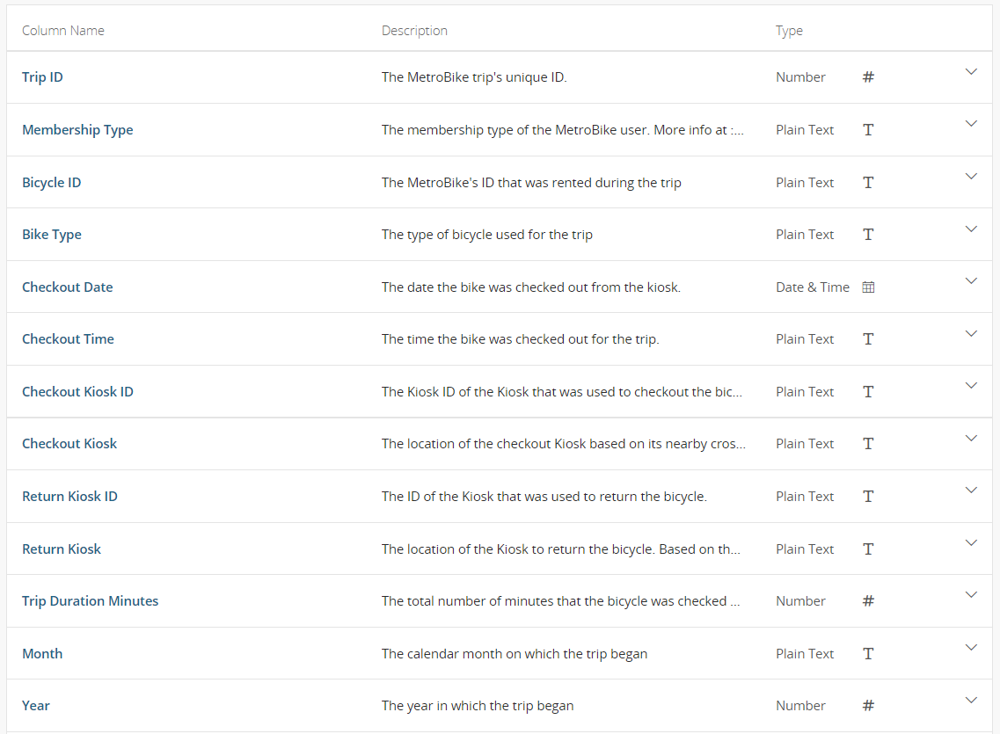 Column Name Description Type
Trip ID The MetroBike trip's unique ID. Number #
Membership Type The membership type of the MetroBike user. More info at :... Plain Text T
Bicycle ID The MetroBike's ID that was rented during the trip Plain Text T
Bike Type The type of bicycle used for the trip Plain Text T
Checkout Date The date the bike was checked out from the kiosk. Date & Time
Checkout Time The time the bike was checked out for the trip. Plain Text T
Checkout Kiosk ID The Kiosk ID of the Kiosk that was used to checkout the bic... Plain Text T
Checkout Kiosk The location of the checkout Kiosk based on its nearby cros... Plain Text T
Return Kiosk ID The ID of the Kiosk that was used to return the bicycle. Plain Text T
Return Kiosk The location of the Kiosk to return the bicycle. Based on th... Plain Text T
Trip Duration Minutes The total number of minutes that the bicycle was checked ... Number #
Month The calendar month on which the trip began Plain Text T
Year The year in which the trip began Number #